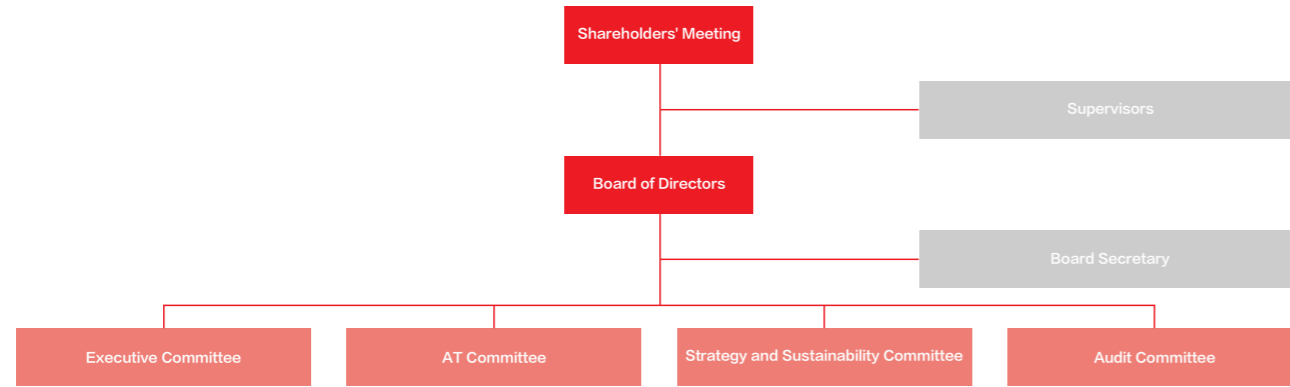 Shareholders' Meeting
Supervisors
Board of Directors
Board Secretary
Executive Committee
AT Committee
Strategy and Sustainability Committee
Audit Committee